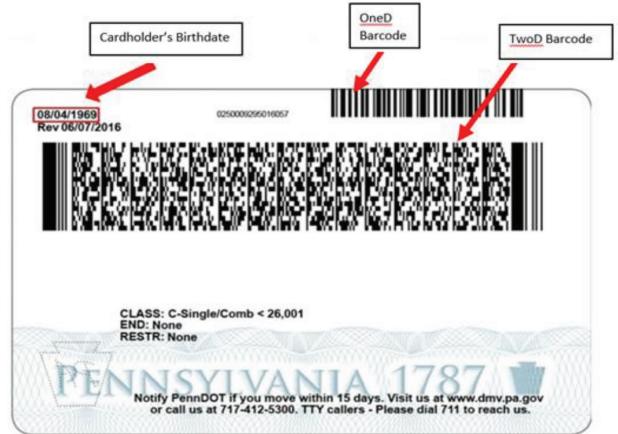 Cardholder's Birthdate
OneD
Barcode
TwoD Barcode
08/04/1969
Rev 06/07/2016
0250009295016057
CLASS: C-Single/Comb < 26,001
END: None
RESTR: None
PENNSYLVANIA 1787
Notify PennDOT if you move within 15 days. Visit us at www.dmv.pa.gov
or call us at 717-412-5300. TTY callers - Please dial 711 to reach us.